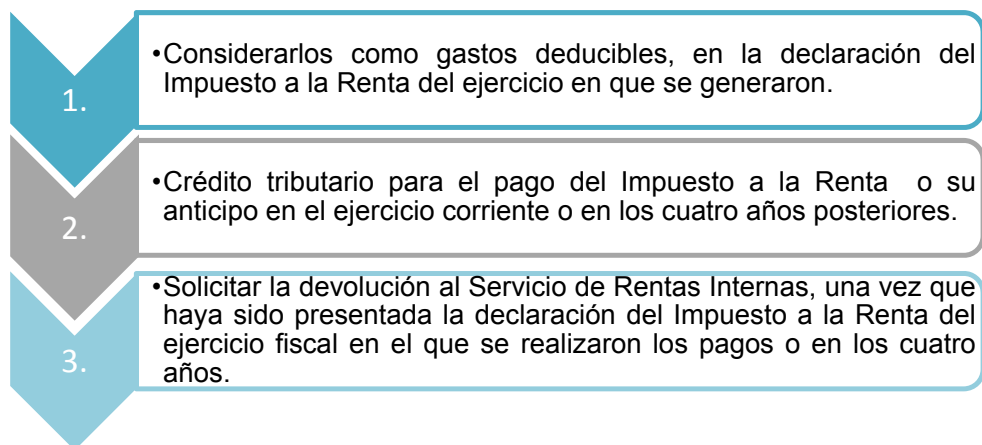 1.
•Considerarlos como gastos deducibles, en la declaración del
Impuesto a la Renta del ejercicio en que se generaron.
2.
•Crédito tributario para el pago del Impuesto a la Renta o su
anticipo en el ejercicio corriente o en los cuatro años posteriores.
3.
•Solicitar la devolución al Servicio de Rentas Internas, una vez que
haya sido presentada la declaración del Impuesto a la Renta del
ejercicio fiscal en el que se realizaron los pagos o en los cuatro
años.